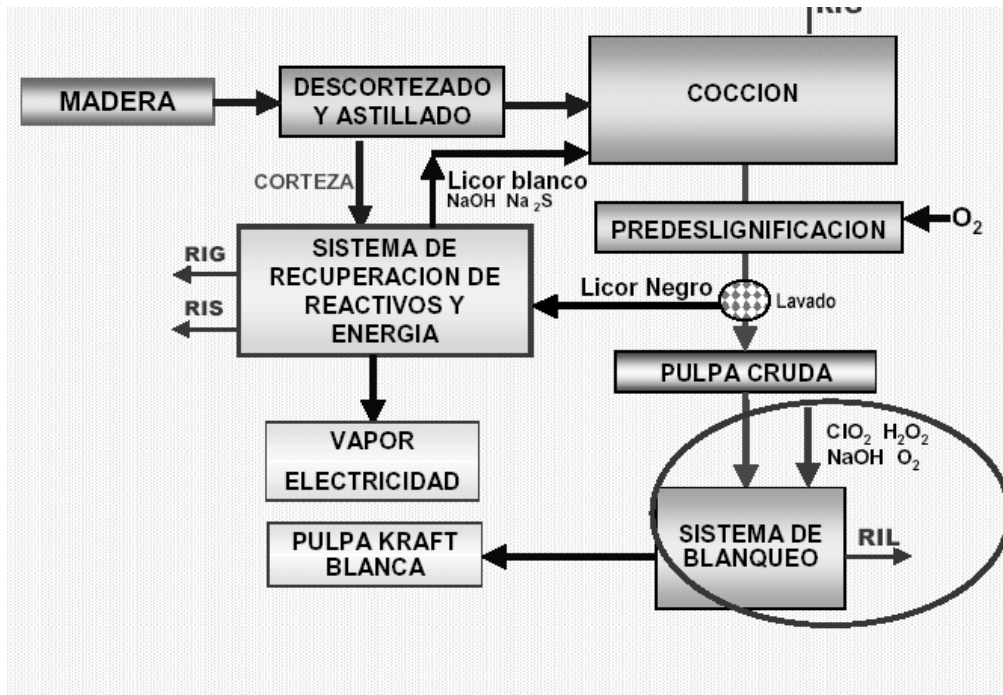 MADERA
DESCORTEZADO
Y ASTILLADO
COCCION
CORTEZA
Licor blanco
NaOH Na₂S
PREDESLIGNIFICACION
O₂
SISTEMA DE
RECUPERACION DE
REACTIVOS Y
ENERGIA
RIG
RIS
Licor Negro
Lavado
PULPA CRUDA
VAPOR
ELECTRICIDAD
ClO₂ H₂O₂
NaOH O₂
SISTEMA DE
BLANQUEO
RIL
PULPA KRAFT
BLANCA